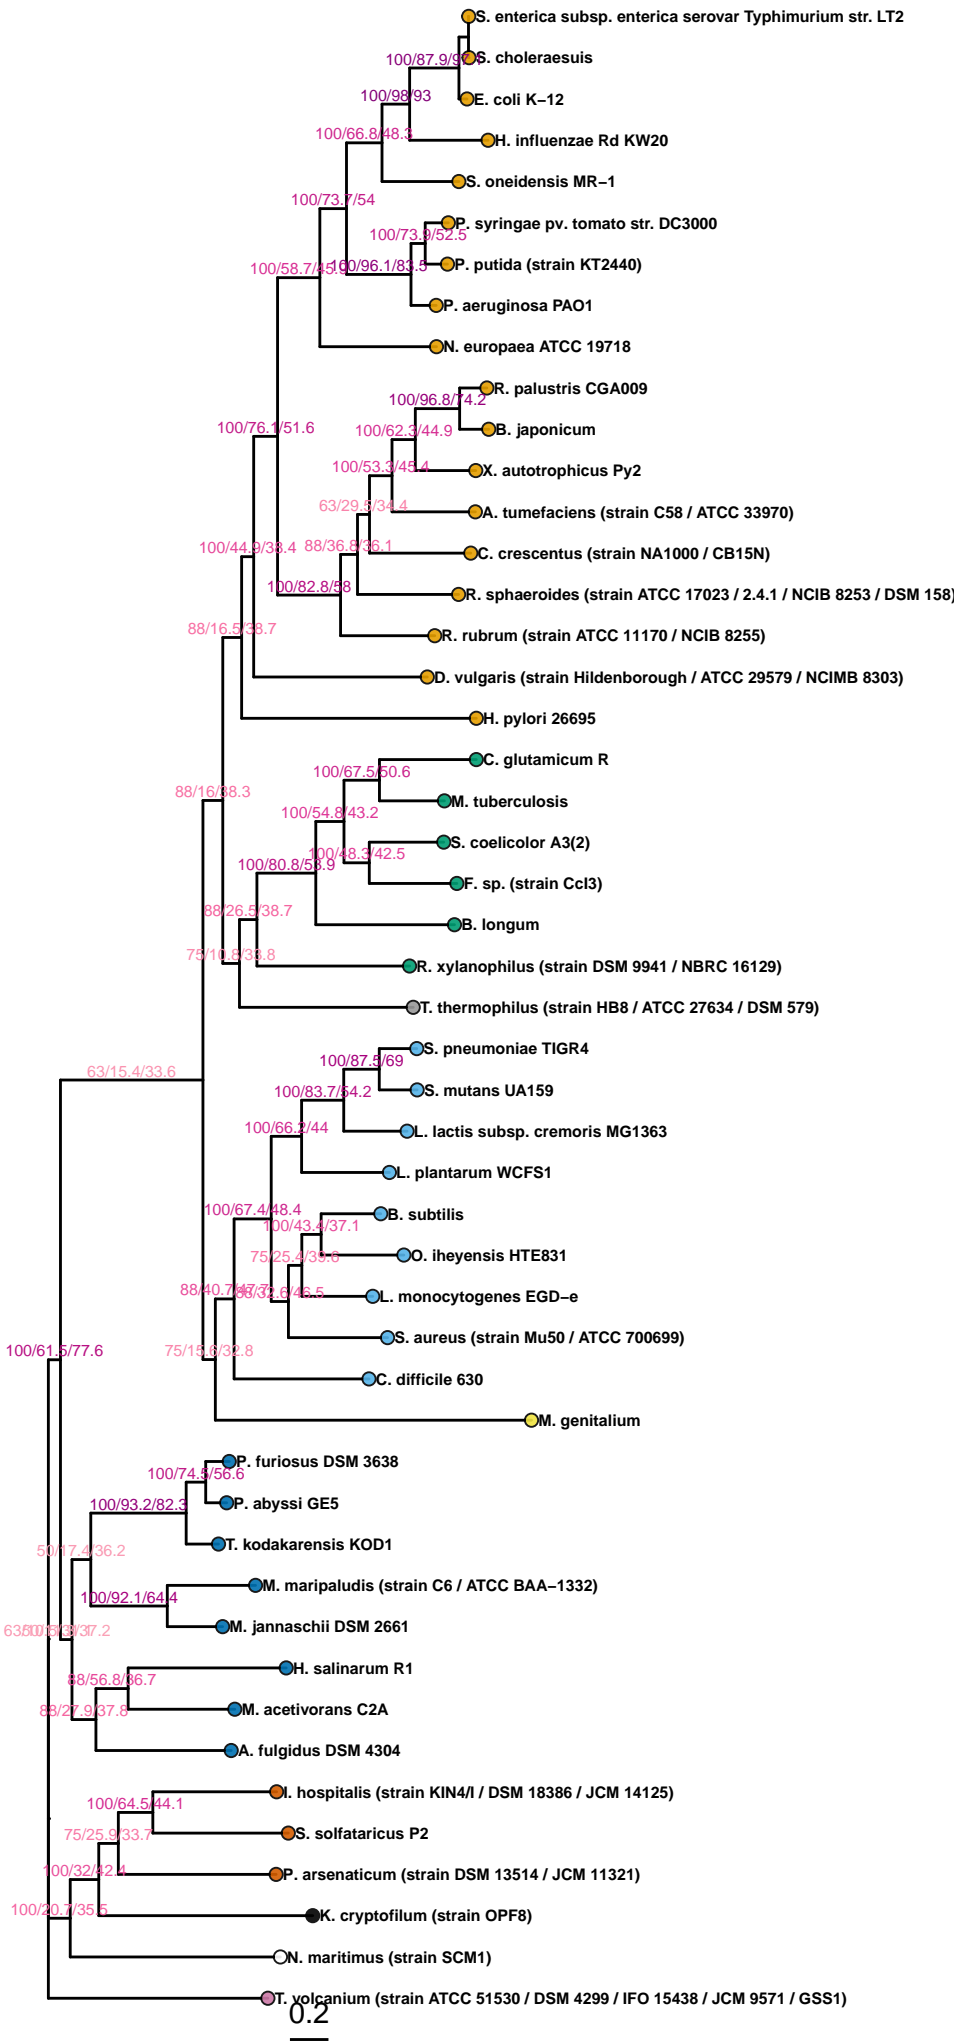 S. enterica subsp. enterica serovar Typhimurium str. LT2
100/87.9/97.1 S. choleraesuis
100/98/93 E. coli K−12
100/66.8/48.3 H. influenzae Rd KW20
S. oneidensis MR−1
100/73.7/54
100/73.9/52.5 P. syringae pv. tomato str. DC3000
100/58.7/45. 100/96.1/83.5 P. putida (strain KT2440)
P. aeruginosa PAO1
N. europaea ATCC 19718
100/96.8/74.2 R. palustris CGA009
100/76.1/51.6 100/62.3/44.9 B. japonicum
100/53.3/45.4 X. autotrophicus Py2
63/29.5/34.4 A. tumefaciens (strain C58 / ATCC 33970)
100/44.9/38.4 88/36.8/36.1 C. crescentus (strain NA1000 / CB15N)
100/82.8/58 R. sphaeroides (strain ATCC 17023 / 2.4.1 / NCIB 8253 / DSM 158)
88/16.5/38.7 R. rubrum (strain ATCC 11170 / NCIB 8255)
D. vulgaris (strain Hildenborough / ATCC 29579 / NCIMB 8303)
H. pylori 26695
100/67.5/50.6 C. glutamicum R
88/16/38.3 M. tuberculosis
100/54.8/43.2
100/48.3/42.5 S. coelicolor A3(2)
100/80.8/53.9 F. sp. (strain CcI3)
88/26.5/38.7 B. longum
75/10.8/33.8 R. xylanophilus (strain DSM 9941 / NBRC 16129)
T. thermophilus (strain HB8 / ATCC 27634 / DSM 579)
100/87.5/69 S. pneumoniae TIGR4
63/15.4/33.6 100/83.7/54.2 S. mutans UA159
100/66.2/44 L. lactis subsp. cremoris MG1363
L. plantarum WCFS1
100/67.4/48.4 B. subtilis
100/43.4/37.1
75/25.4/39.6 O. iheyensis HTE831
88/40.7/47.7 88/32.6/46.5 L. monocytogenes EGD−e
75/15.6/32.8 S. aureus (strain Mu50 / ATCC 700699)
100/61.5/77.6 C. difficile 630
M. genitalium
100/74.5/56.6 P. furiosus DSM 3638
100/93.2/82.3 P. abyssi GE5
50/17.4/36.2 T. kodakarensis KOD1
100/92.1/64.4 M. maripaludis (strain C6 / ATCC BAA−1332)
/37.2 M. jannaschii DSM 2661
88/56.8/36.7 H. salinarum R1
88/27.9/37.8 M. acetivorans C2A
A. fulgidus DSM 4304
100/64.5/44.1 I. hospitalis (strain KIN4/I / DSM 18386 / JCM 14125)
75/25.9/33.7 S. solfataricus P2
100/32/42.4 P. arsenaticum (strain DSM 13514 / JCM 11321)
100/20.7/35.5 K. cryptofilum (strain OPF8)
N. maritimus (strain SCM1)
T. volcanium (strain ATCC 51530 / DSM 4299 / IFO 15438 / JCM 9571 / GSS1)
0.2